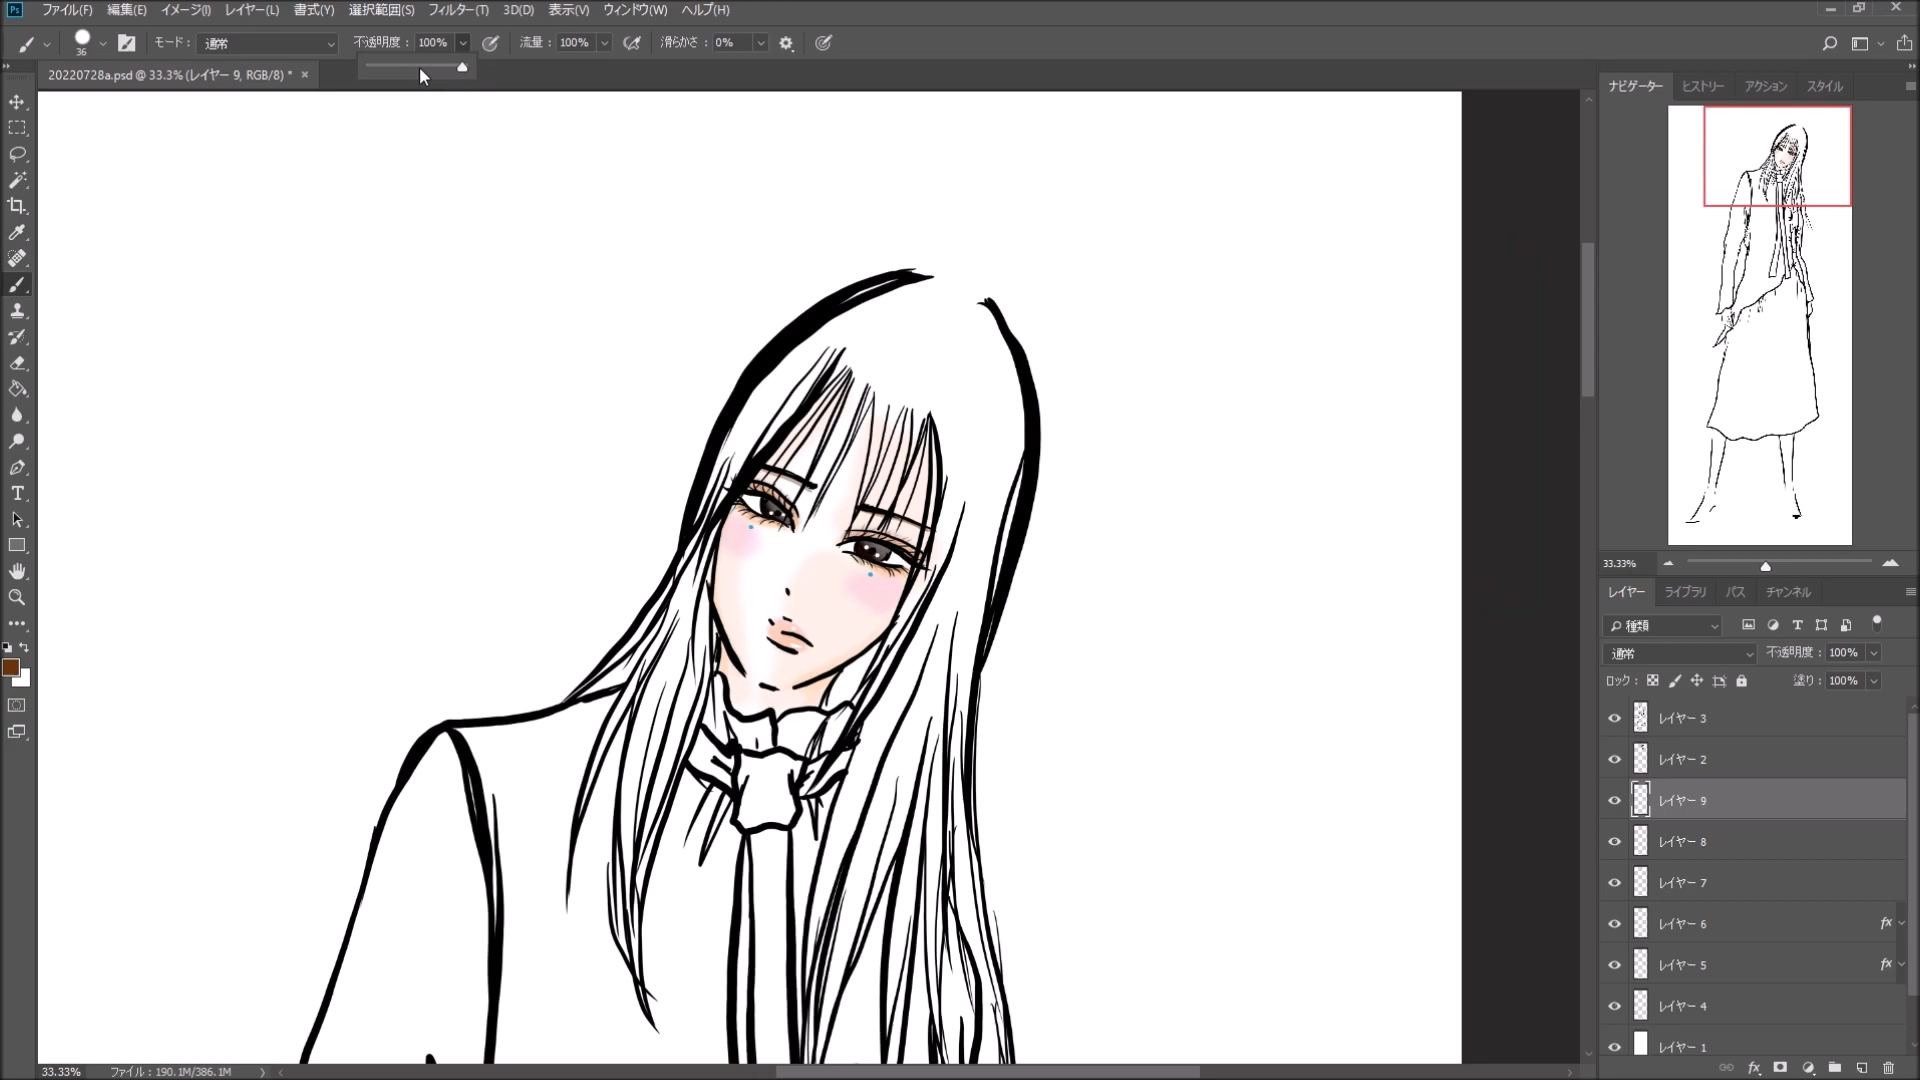 Ps ファイル(F) 編集(E) イメージ(I) レイヤー(L) 書式(Y) 選択範囲(S) フィルター(T) 3D(D) 表示(V) ウィンドウ(W) ヘルプ(H)
36 モード : 通常 不透明度 : 100% 流量 : 100% 滑らかさ : 0%
20220728a.psd @ 33.3% (レイヤー 9, RGB/8) * ×
ナビゲーター ヒストリー アクション スタイル
33.33%
レイヤー ライブラリ パス チャンネル
種類
通常 不透明度 : 100%
ロック : 塗り : 100%
レイヤー 3
レイヤー 2
レイヤー 9
レイヤー 8
レイヤー 7
レイヤー 6 fx
レイヤー 5 fx
レイヤー 4
レイヤー 1
33.33% ファイル : 190.1M/386.1M
fx